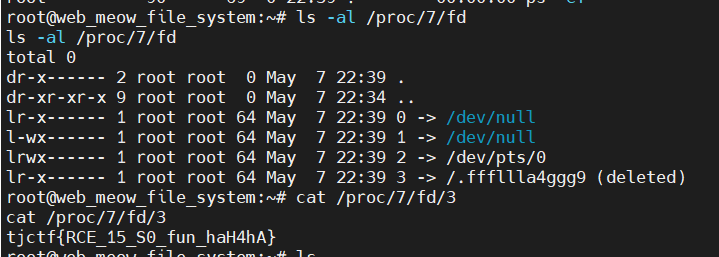 root@web_meow_file_system:~# ls -al /proc/7/fd
ls -al /proc/7/fd
total 0
dr-x------ 2 root root  0 May  7 22:39 .
dr-xr-xr-x 9 root root  0 May  7 22:34 ..
lr-x------ 1 root root 64 May  7 22:39 0 -> /dev/null
l-wx------ 1 root root 64 May  7 22:39 1 -> /dev/null
lrwx------ 1 root root 64 May  7 22:39 2 -> /dev/pts/0
lr-x------ 1 root root 64 May  7 22:39 3 -> /.fffllla4ggg9 (deleted)
root@web_meow_file_system:~# cat /proc/7/fd/3
cat /proc/7/fd/3
tjctf{RCE_15_S0_fun_haH4hA}
root@web_meow_file_system:~# ls